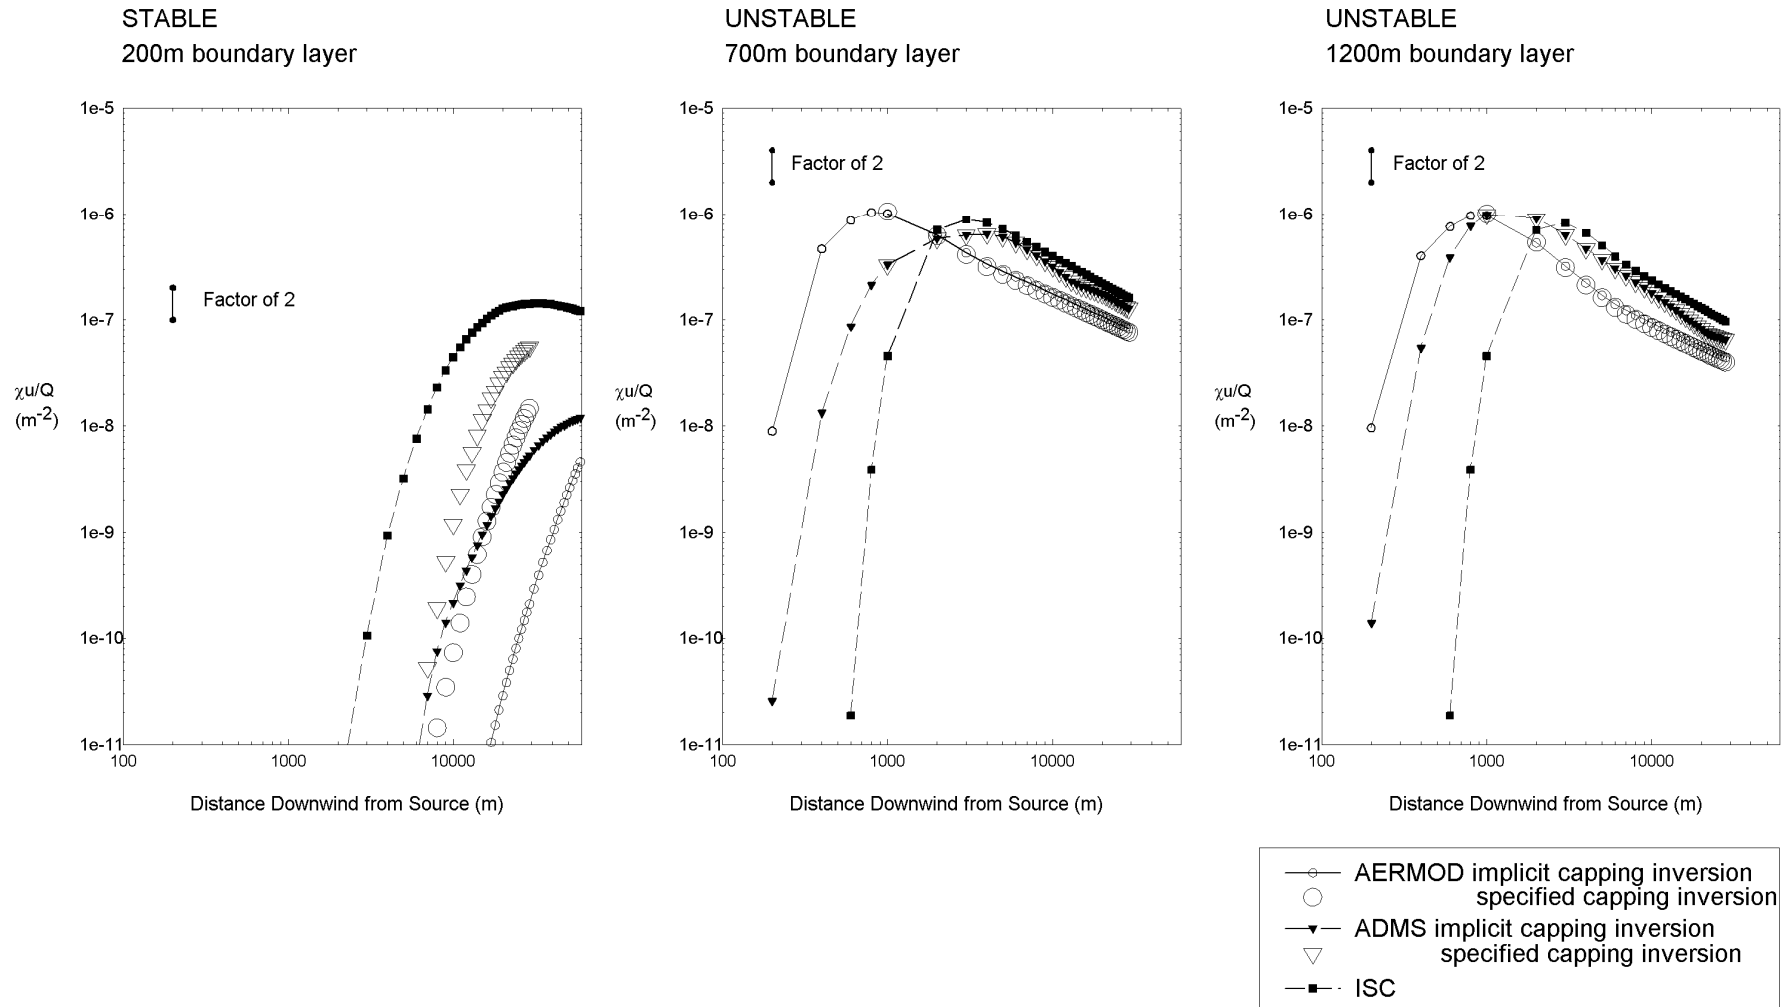 STABLE
200m boundary layer
1e-5
1e-6
1e-7
1e-8
1e-9
1e-10
1e-11
100
1000
10000
Factor of 2
χu/Q
(m-2)
Distance Downwind from Source (m)
UNSTABLE
700m boundary layer
1e-5
1e-6
1e-7
1e-8
1e-9
1e-10
1e-11
100
1000
10000
Factor of 2
χu/Q
(m-2)
Distance Downwind from Source (m)
UNSTABLE
1200m boundary layer
1e-5
1e-6
1e-7
1e-8
1e-9
1e-10
1e-11
100
1000
10000
Factor of 2
χu/Q
(m-2)
Distance Downwind from Source (m)
AERMOD implicit capping inversion
specified capping inversion
ADMS implicit capping inversion
specified capping inversion
ISC